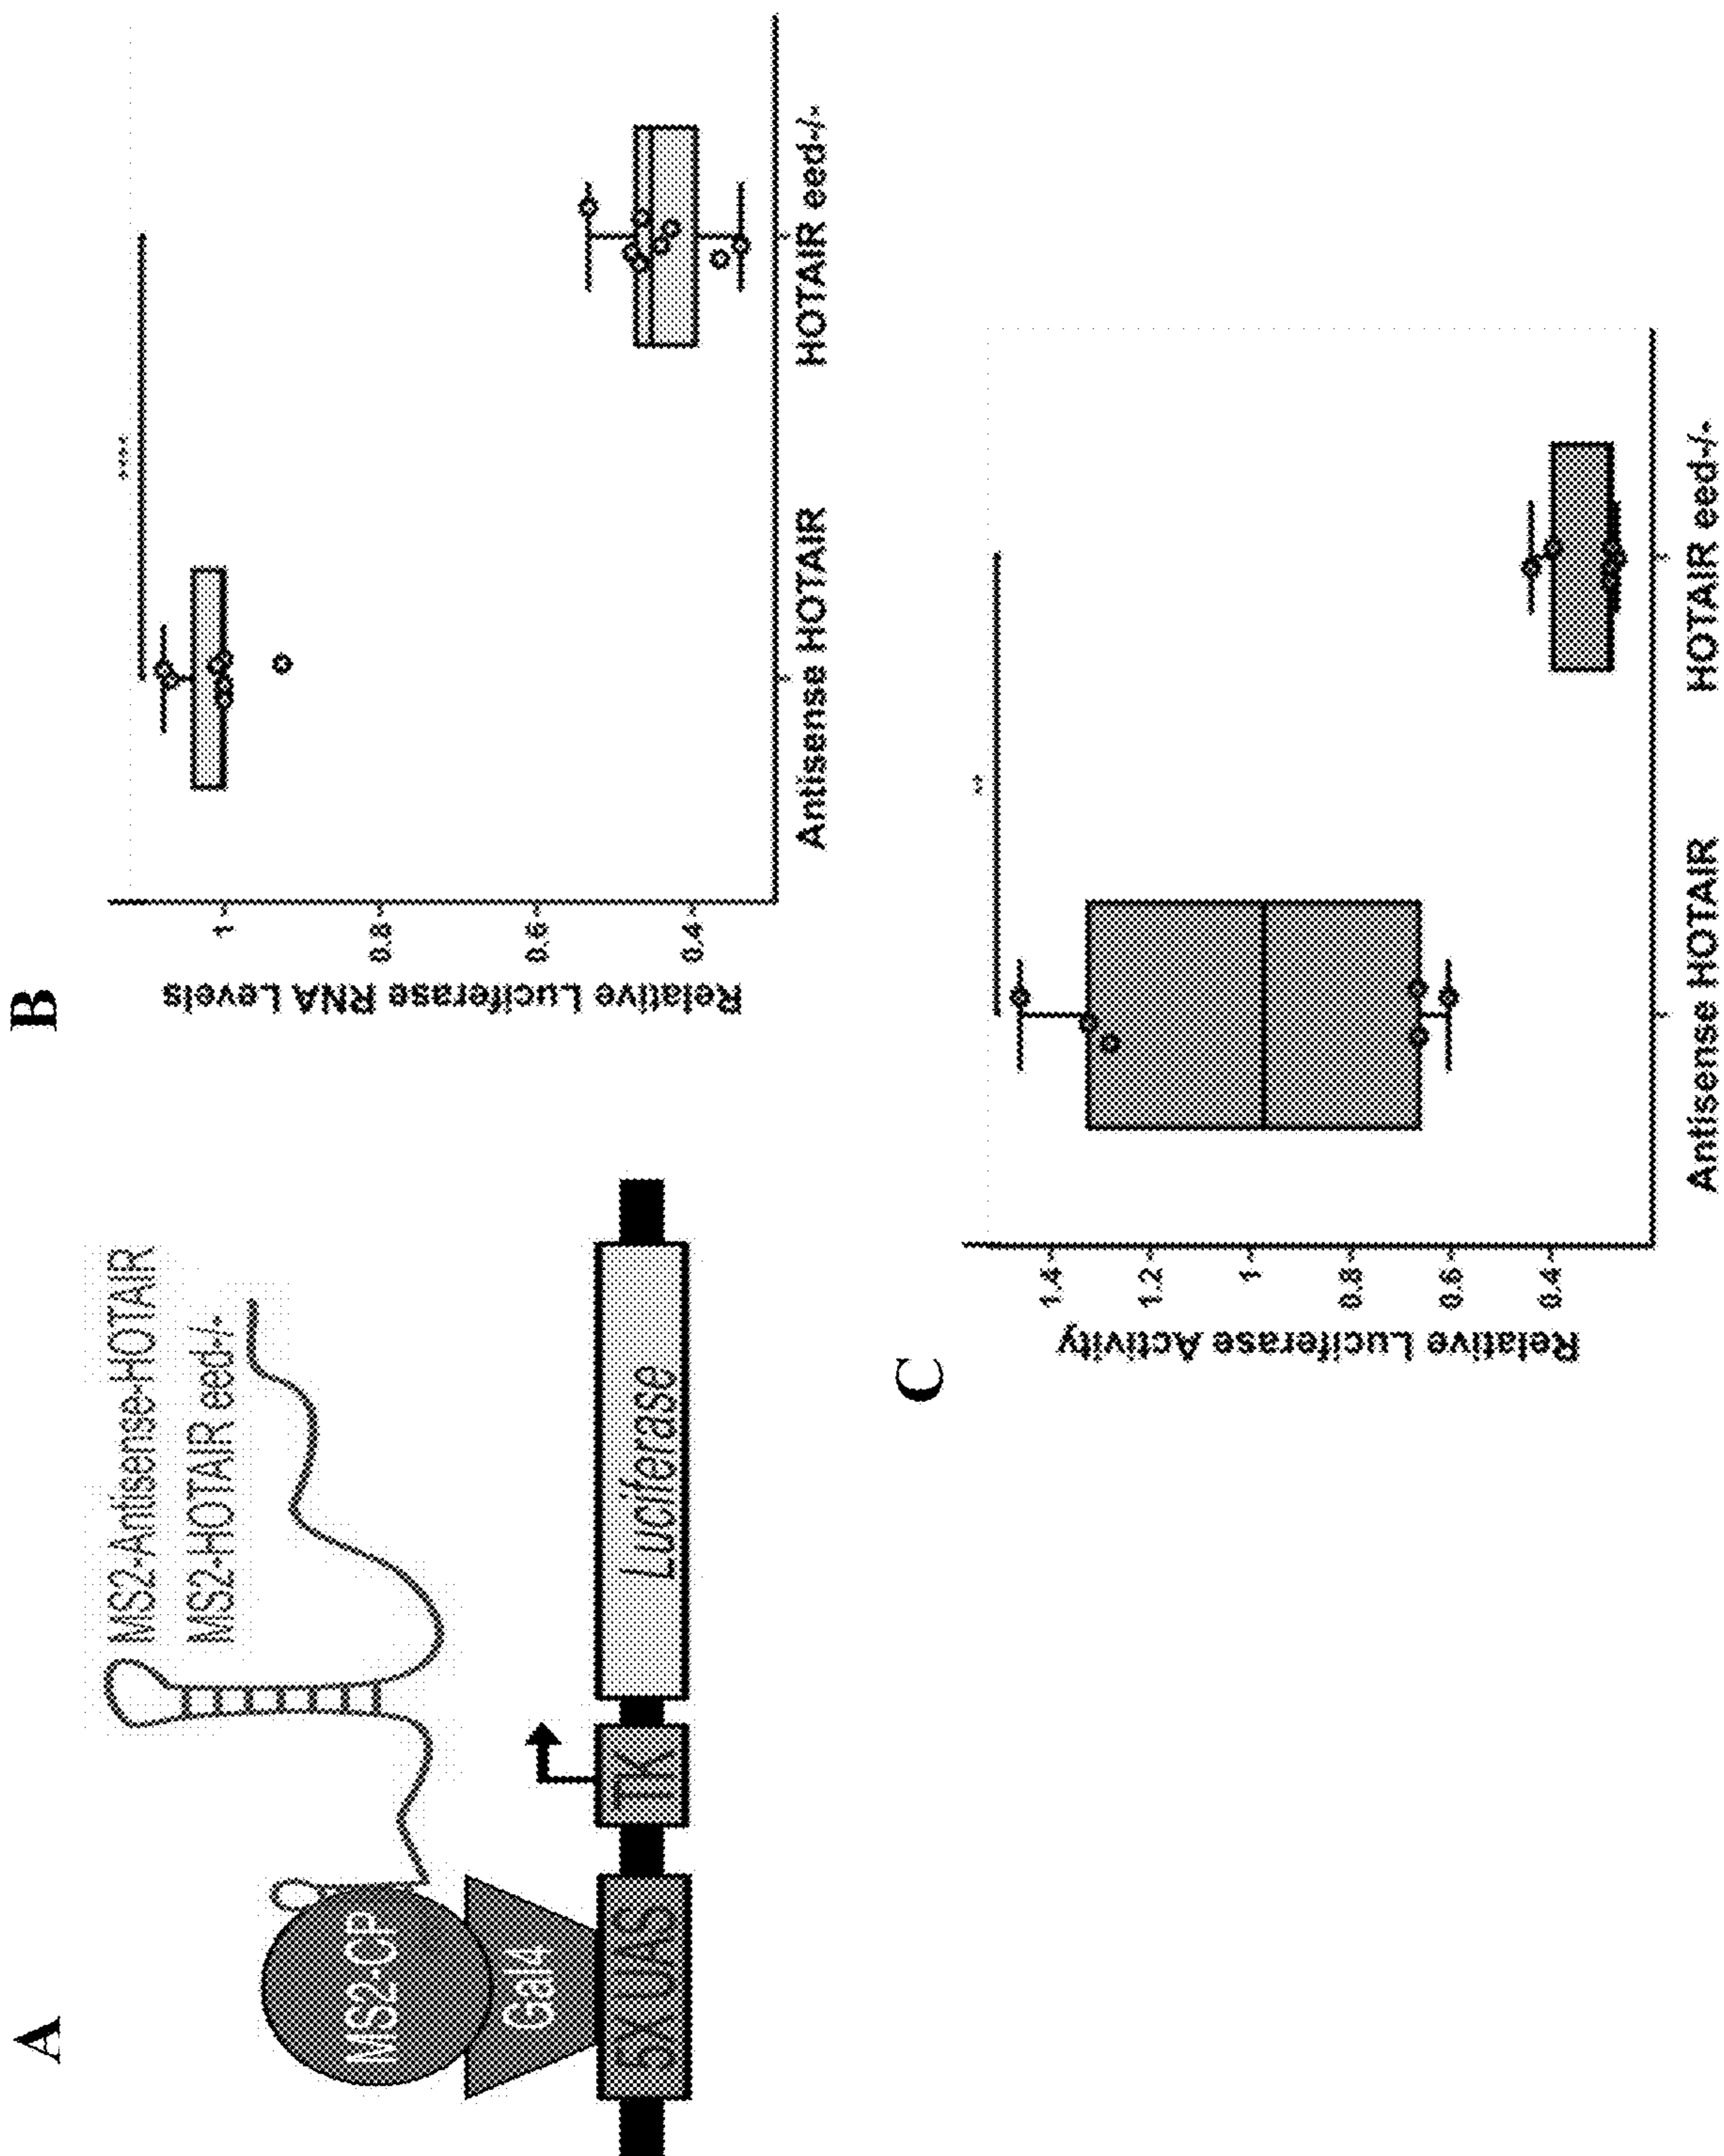 A
MS2-Antisense-HOTAIR
MS2-HOTAIR eed-/-
MS2-CP
Gal4
5XUAS
TK
Luciferase
B
Relative Luciferase RNA Levels
1
0.8
0.6
0.4
****
Antisense HOTAIR
HOTAIR eed-/-
C
Relative Luciferase Activity
1.4
1.2
1
0.8
0.6
0.4
**
Antisense HOTAIR
HOTAIR eed-/-